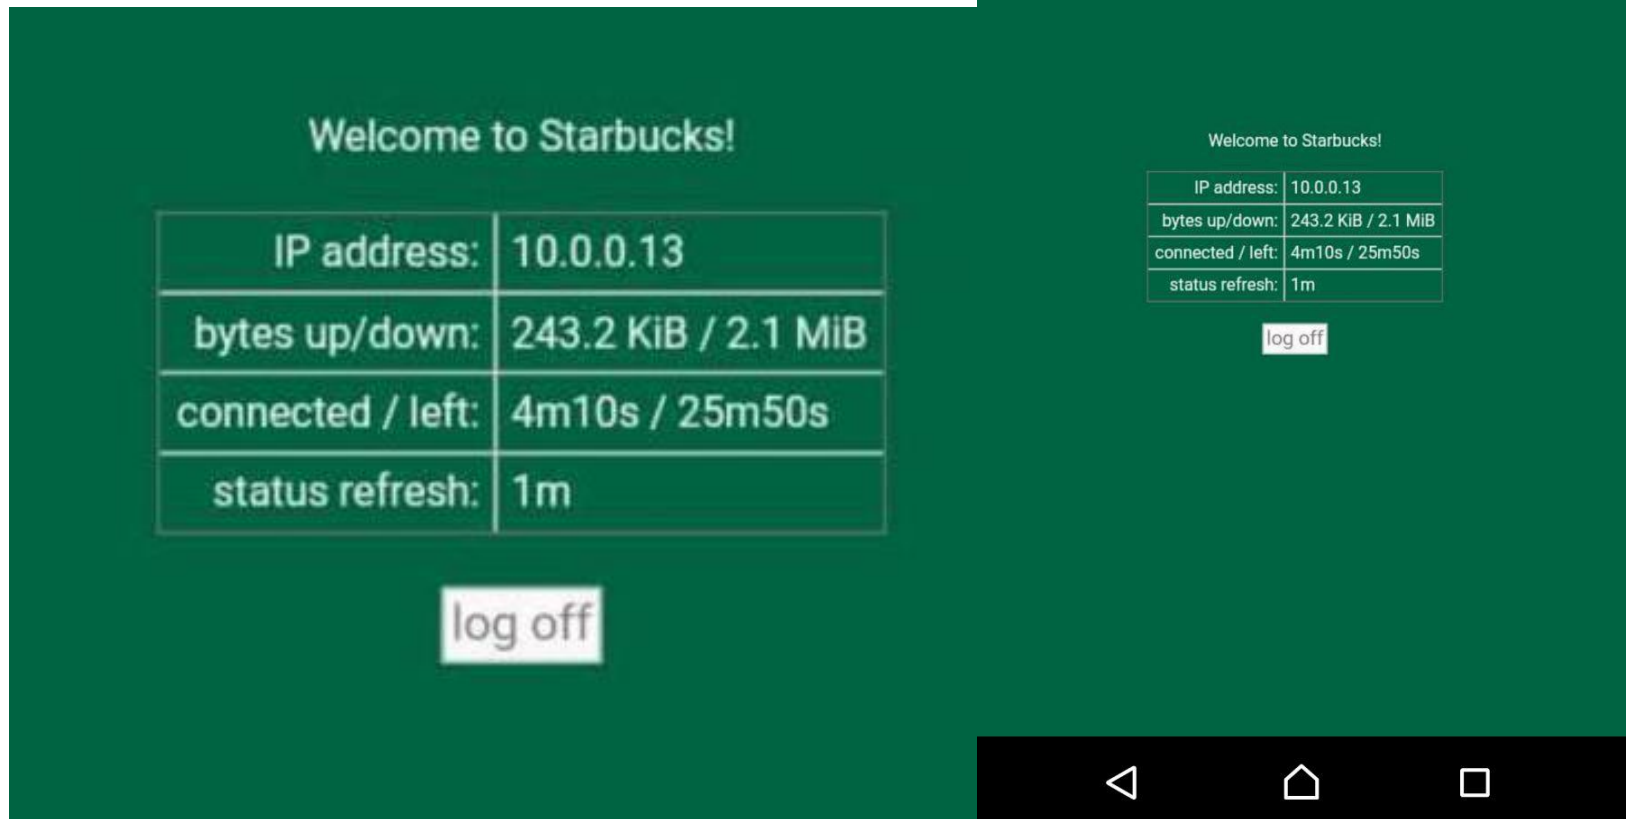 Welcome to Starbucks!
IP address: 10.0.0.13
bytes up/down: 243.2 KiB / 2.1 MiB
connected / left: 4m10s / 25m50s
status refresh: 1m
log off
Welcome to Starbucks!
IP address: 10.0.0.13
bytes up/down: 243.2 KiB / 2.1 MiB
connected / left: 4m10s / 25m50s
status refresh: 1m
log off